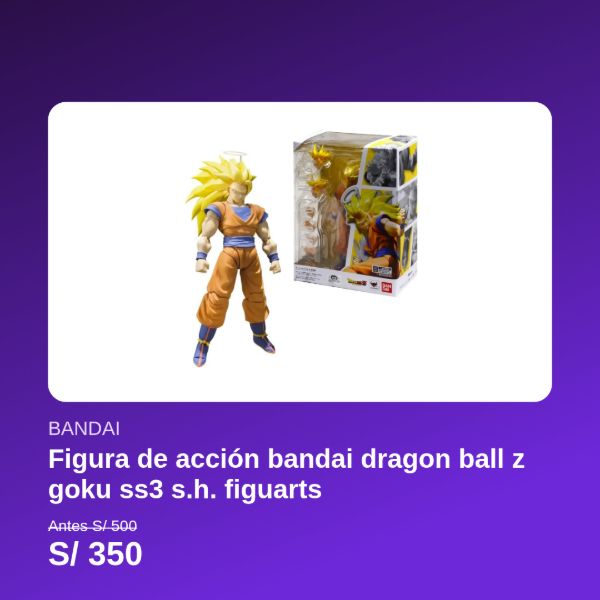 BANDAI
Figura de acción bandai dragon ball z
goku ss3 s.h. figuarts
Antes S/ 500
S/ 350